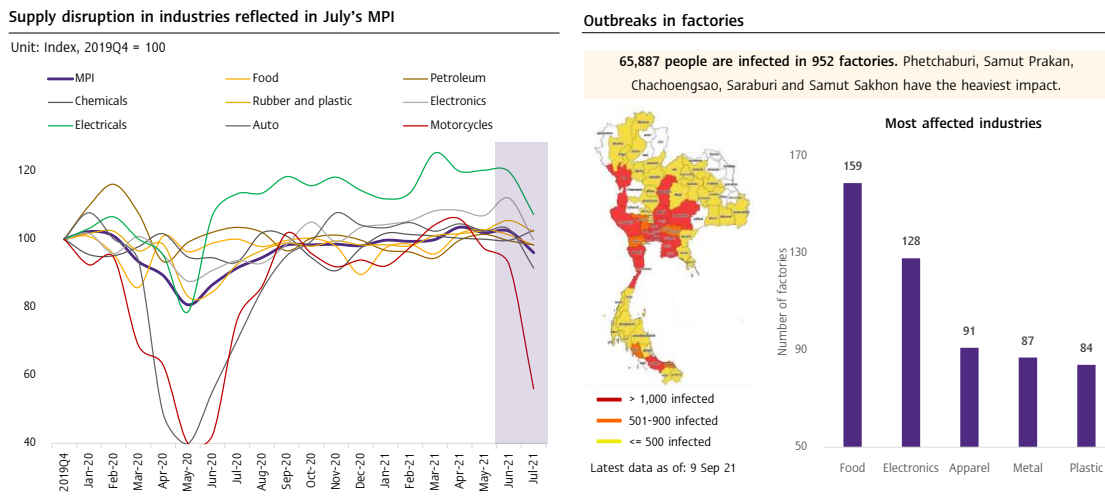 Supply disruption in industries reflected in July's MPI
Unit: Index, 2019Q4 = 100
MPI
Food
Petroleum
Chemicals
Rubber and plastic
Electronics
Electricals
Auto
Motorcycles
120
100
80
60
40
2019Q4
Jan-20
Feb-20
Mar-20
Apr-20
May-20
Jun-20
Jul-20
Aug-20
Sep-20
Oct-20
Nov-20
Dec-20
Jan-21
Feb-21
Mar-21
Apr-21
May-21
Jun-21
Jul-21
Outbreaks in factories
65,887 people are infected in 952 factories. Phetchaburi, Samut Prakan,
Chachoengsao, Saraburi and Samut Sakhon have the heaviest impact.
> 1,000 infected
501-900 infected
<= 500 infected
Latest data as of: 9 Sep 21
Most affected industries
Number of factories
170
130
90
50
159
128
91
87
84
Food
Electronics
Apparel
Metal
Plastic